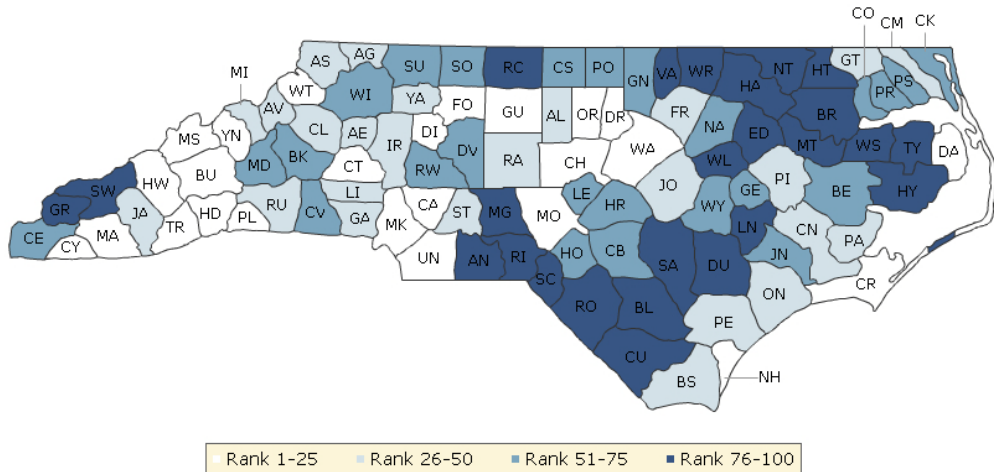 CO CM CK
AS AG SU SO RC CS PO GN VA WR NT HT GT
MI WT WI YA FO GU AL OR DR FR HA BR PR PS
AV MS YN CL AE IR DI DV RA CH WA NA ED MT WS TY DA
MD BK CT RW WL
SW HW BU RU CV LI GA CA ST MG MO LE HR JO WY GE PI BE HY
GR JA HD PL MK LN
CE CY MA TR UN AN RI SC HO CB SA DU JN CN PA
RO BL ON CR
PE
CU BS NH
Rank 1-25 Rank 26-50 Rank 51-75 Rank 76-100